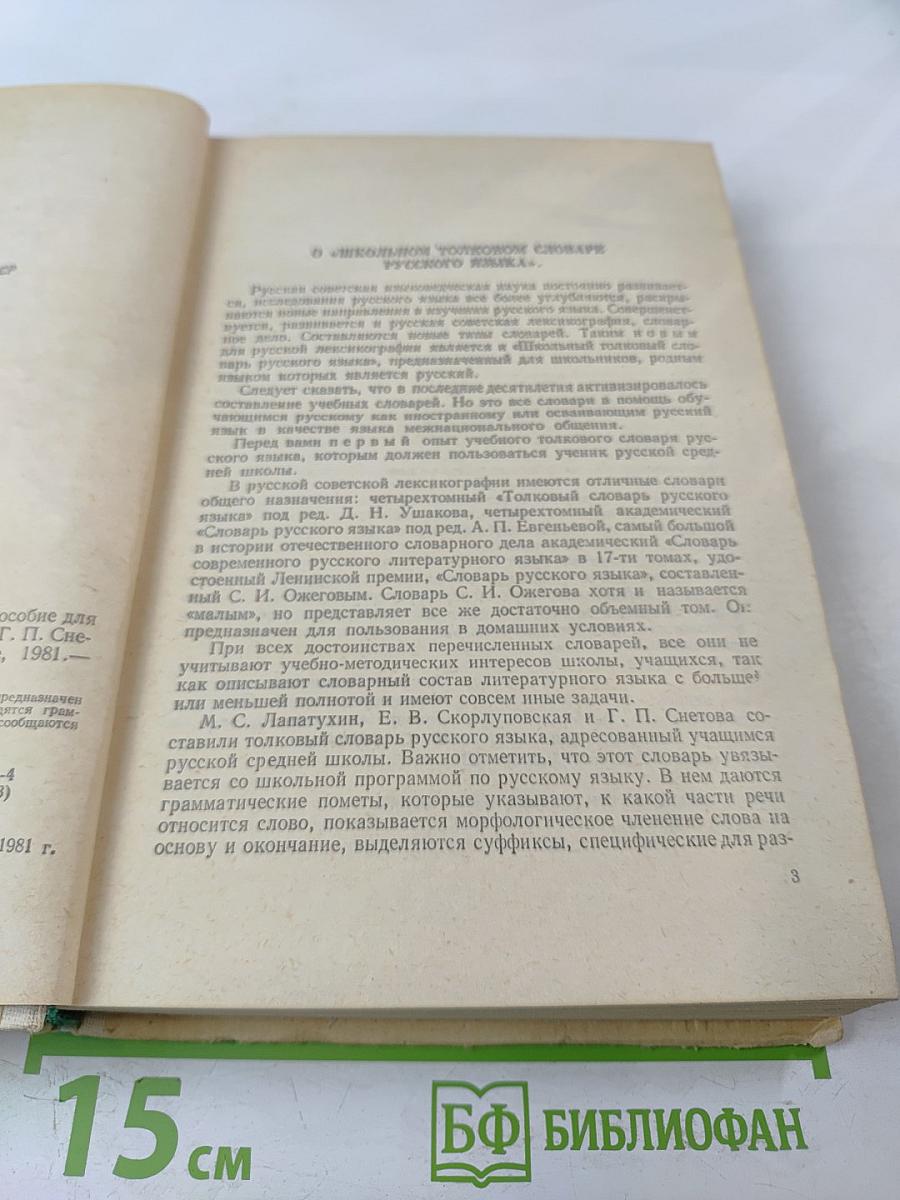 ер
особие для
Г. П. Сне-
, 1981.—
предназначен
дятся грам-
сообщаются
-4
3)
1981 г.
О «ШКОЛЬНОМ ТОЛКОВОМ СЛОВАРЕ
РУССКОГО ЯЗЫКА».
Русская советская языковедческая наука постоянно развивает-
ся, исследования русского языка все более углубляются, раскры-
ваются новые направления в изучении русского языка. Совершенст-
вуется, развивается и русская советская лексикография, словар-
ное дело. Составляются новые типы словарей. Таким новым
для русской лексикографии является и «Школьный толковый сло-
варь русского языка», предназначенный для школьников, родным
языком которых является русский.
Следует сказать, что в последние десятилетия активизировалось
составление учебных словарей. Но это все словари в помощь обу-
чающимся русскому как иностранному или осваивающим русский
язык в качестве языка межнационального общения.
Перед вами первый опыт учебного толкового словаря рус-
ского языка, которым должен пользоваться ученик русской сред-
ней школы.
В русской советской лексикографии имеются отличные словари
общего назначения: четырехтомный «Толковый словарь русского
языка» под ред. Д. Н. Ушакова, четырехтомный академический
«Словарь русского языка» под ред. А. П. Евгеньевой, самый большой
в истории отечественного словарного дела академический «Словарь
современного русского литературного языка» в 17-ти томах, удо-
стоенный Ленинской премии, «Словарь русского языка», составлен-
ный С. И. Ожеговым. Словарь С. И. Ожегова хотя и называется
«малым», но представляет все же достаточно объемный том. Он
предназначен для пользования в домашних условиях.
При всех достоинствах перечисленных словарей, все они не
учитывают учебно-методических интересов школы, учащихся, так
как описывают словарный состав литературного языка с большей
или меньшей полнотой и имеют совсем иные задачи.
М. С. Лапатухин, Е. В. Скорлуповская и Г. П. Снетова со-
ставили толковый словарь русского языка, адресованный учащимся
русской средней школы. Важно отметить, что этот словарь увязы-
вается со школьной программой по русскому языку. В нем даются
грамматические пометы, которые указывают, к какой части речи
относится слово, показывается морфологическое членение слова на
основу и окончание, выделяются суффиксы, специфические для раз-
3
15 см
БФ БИБЛИОФАН